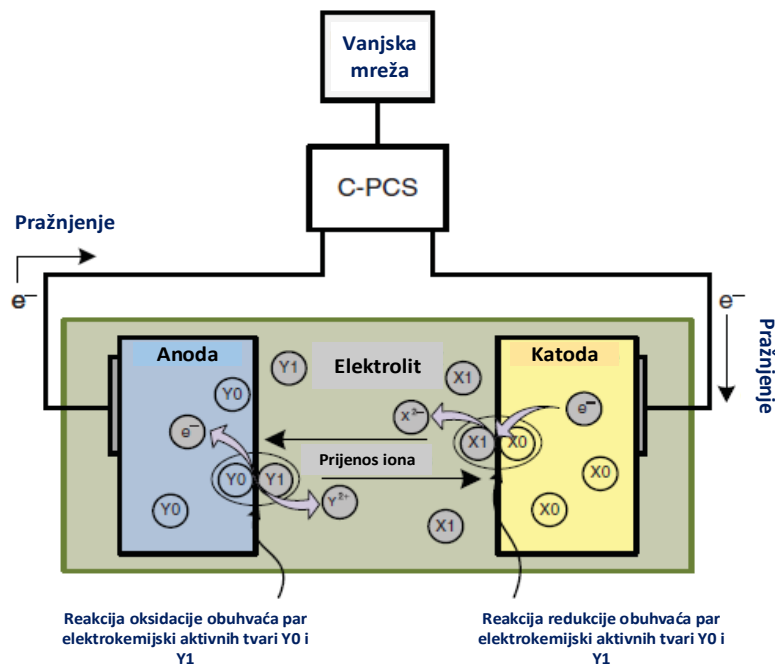 Vanjska
mreža
C-PCS
Pražnjenje
e⁻
e⁻
Pražnjenje
Anoda
Elektrolit
Katoda
Y1
Y0
X1
X²⁻
e⁻
e⁻
X1
X0
Prijenos iona
Y0
Y1
Y²⁺
X0
Y0
X1
X0
Reakcija oksidacije obuhvaća par
elektrokemijski aktivnih tvari Y0 i
Y1
Reakcija redukcije obuhvaća par
elektrokemijski aktivnih tvari Y0 i
Y1